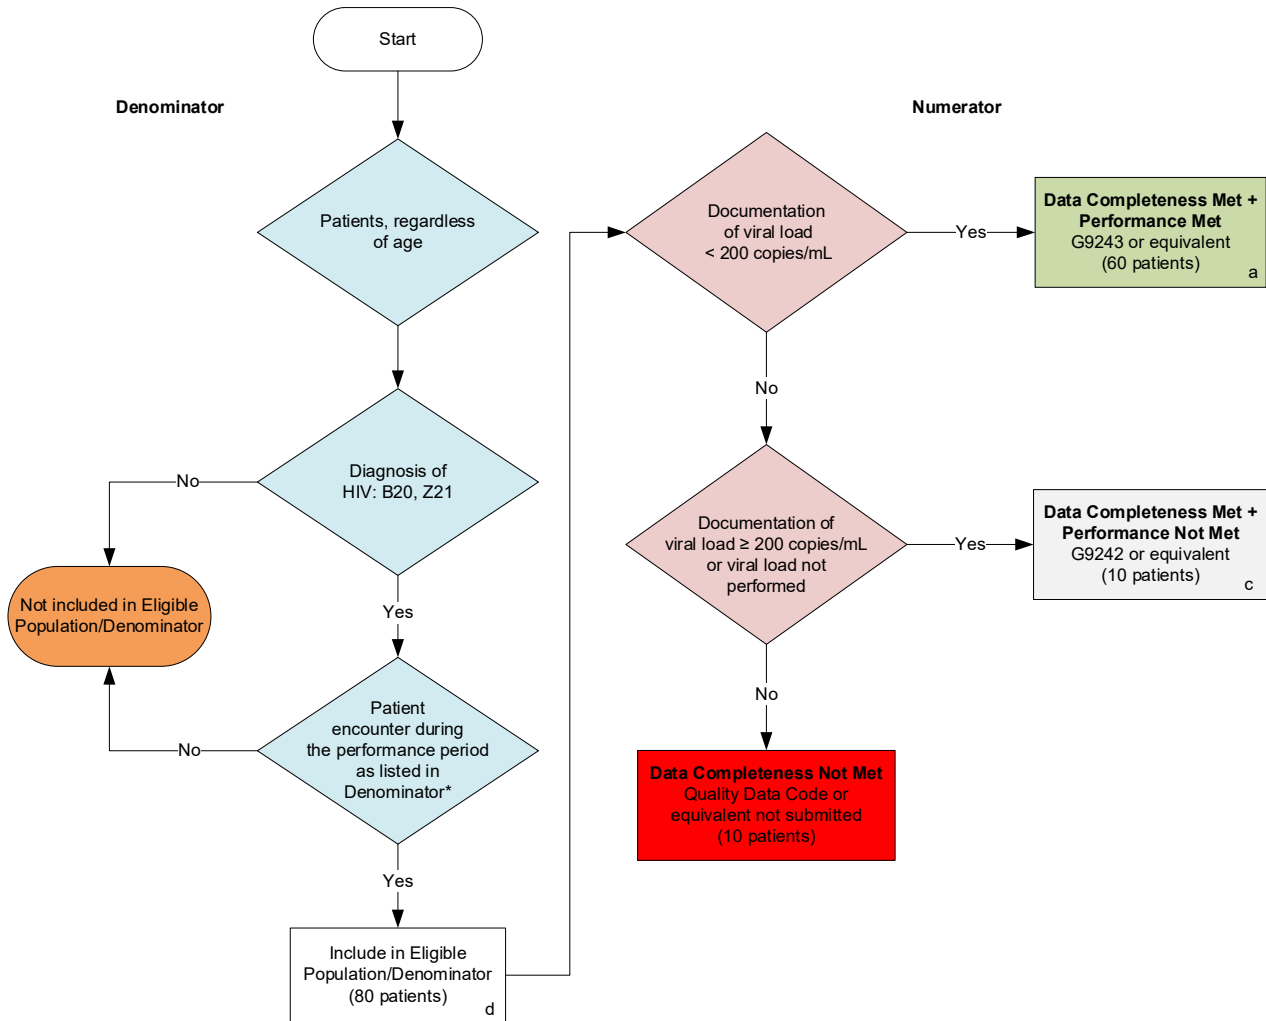 Start
Denominator
Patients, regardless
of age
Diagnosis of
HIV: B20, Z21
No
Not included in Eligible
Population/Denominator
Yes
Patient
encounter during
the performance period
as listed in
Denominator*
No
Yes
Include in Eligible
Population/Denominator
(80 patients)
d
Numerator
Documentation
of viral load
< 200 copies/mL
Yes
Data Completeness Met +
Performance Met
G9243 or equivalent
(60 patients)
a
No
Documentation of
viral load ≥ 200 copies/mL
or viral load not
performed
Yes
Data Completeness Met +
Performance Not Met
G9242 or equivalent
(10 patients)
c
No
Data Completeness Not Met
Quality Data Code or
equivalent not submitted
(10 patients)